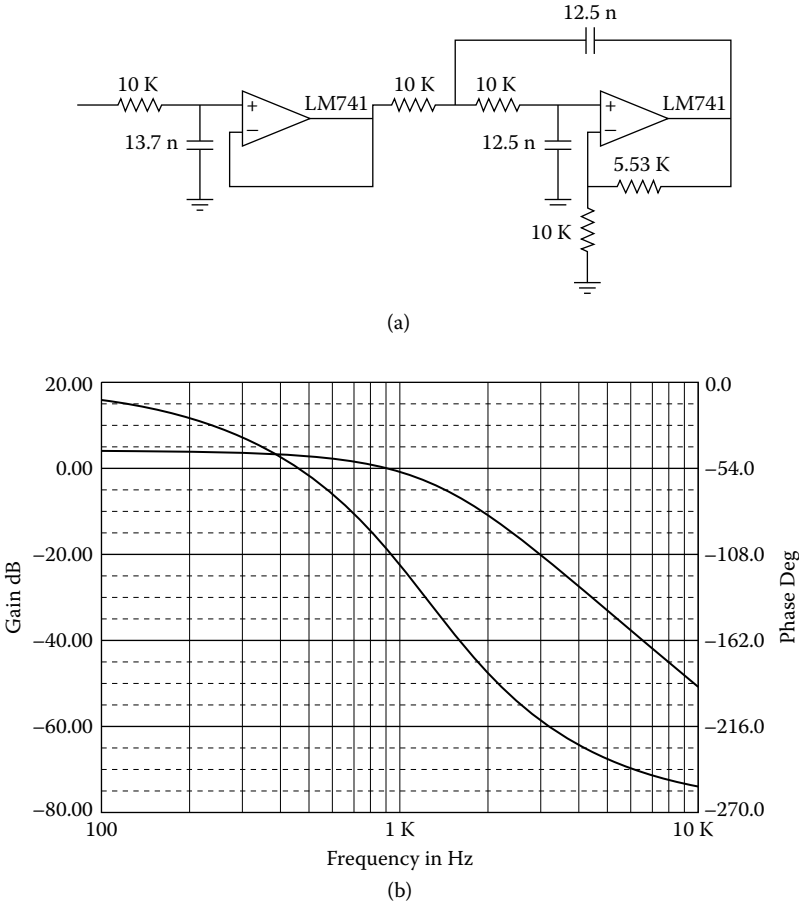 12.5 n
10 K
LM741
10 K
10 K
LM741
13.7 n
12.5 n
5.53 K
10 K
(a)
20.00
0.0
0.00
−54.0
−20.00
−108.0
Gain dB
Phase Deg
−40.00
−162.0
−60.00
−216.0
−80.00
−270.0
100
1 K
10 K
Frequency in Hz
(b)